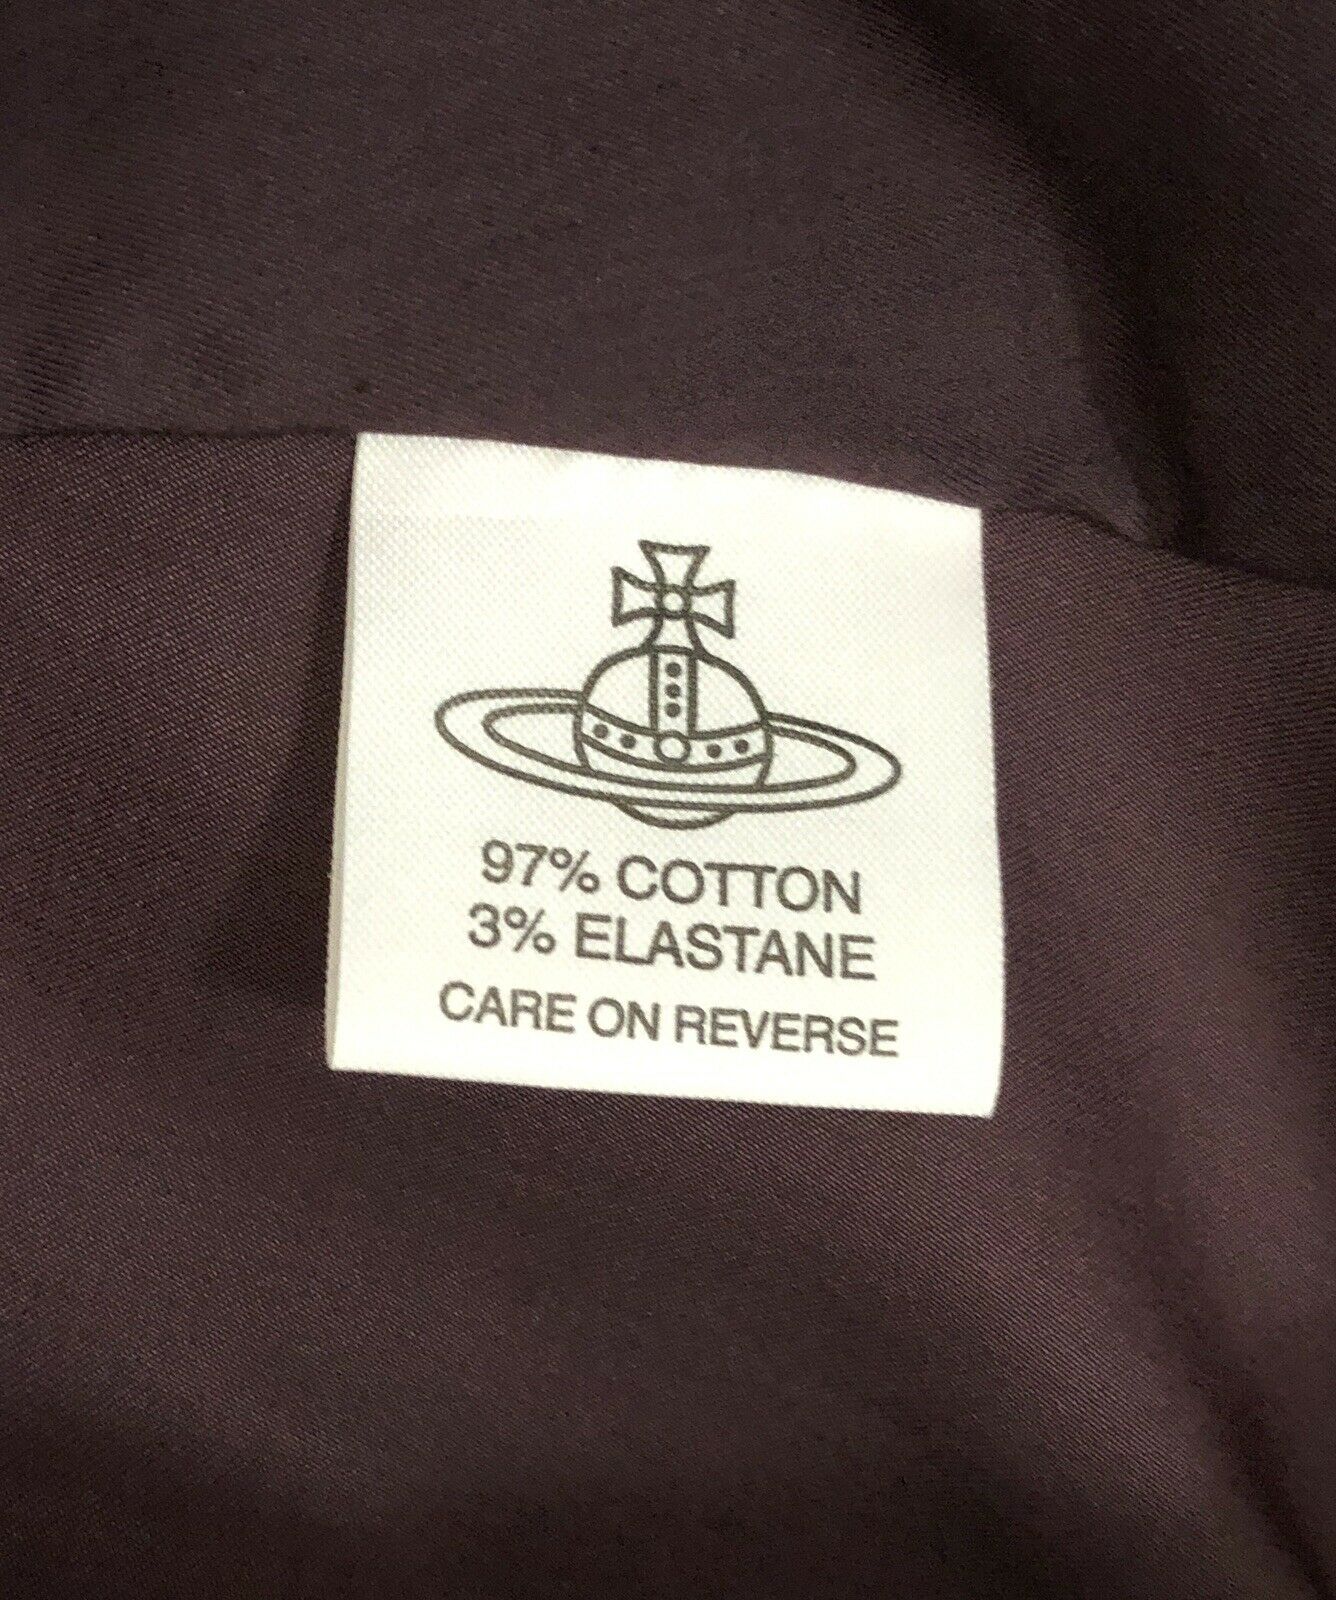 97% COTTON
3% ELASTANE
CARE ON REVERSE